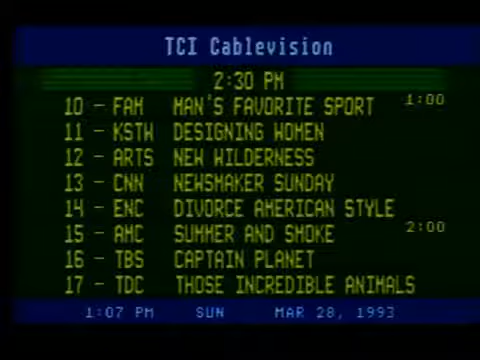 TCI Cablevision
2:30 PM
10 - FAM MAN'S FAVORITE SPORT 1:00
11 - KSTW DESIGNING WOMEN
12 - ARTS NEW WILDERNESS
13 - CNN NEWSMAKER SUNDAY
14 - ENC DIVORCE AMERICAN STYLE
15 - AMC SUMMER AND SMOKE 2:00
16 - TBS CAPTAIN PLANET
17 - TDC THOSE INCREDIBLE ANIMALS
1:07 PM SUN MAR 28, 1993